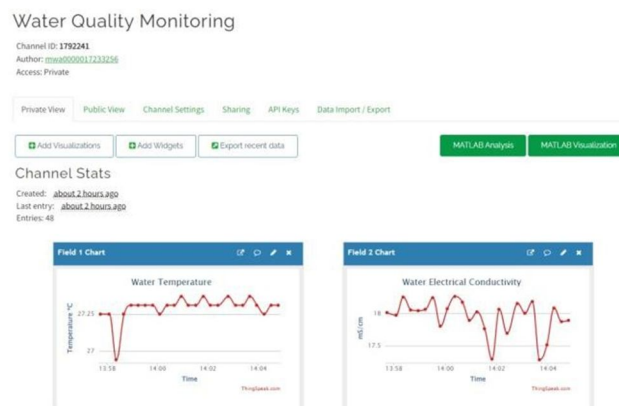 Water Quality Monitoring
Channel ID: 1792241
Author: mwa0000017233256
Access: Private
Private View Public View Channel Settings Sharing API Keys Data Import / Export
Add Visualizations Add Widgets Export recent data MATLAB Analysis MATLAB Visualization
Channel Stats
Created: about 2 hours ago
Last entry: about 2 hours ago
Entries: 48
Field 1 Chart Field 2 Chart
Water Temperature Water Electrical Conductivity
Temperature °C
27.25
27
mS/cm
18
17.5
13:58 14:00 14:02 14:04 13:58 14:00 14:02 14:04
Time Time
ThingSpeak.com ThingSpeak.com